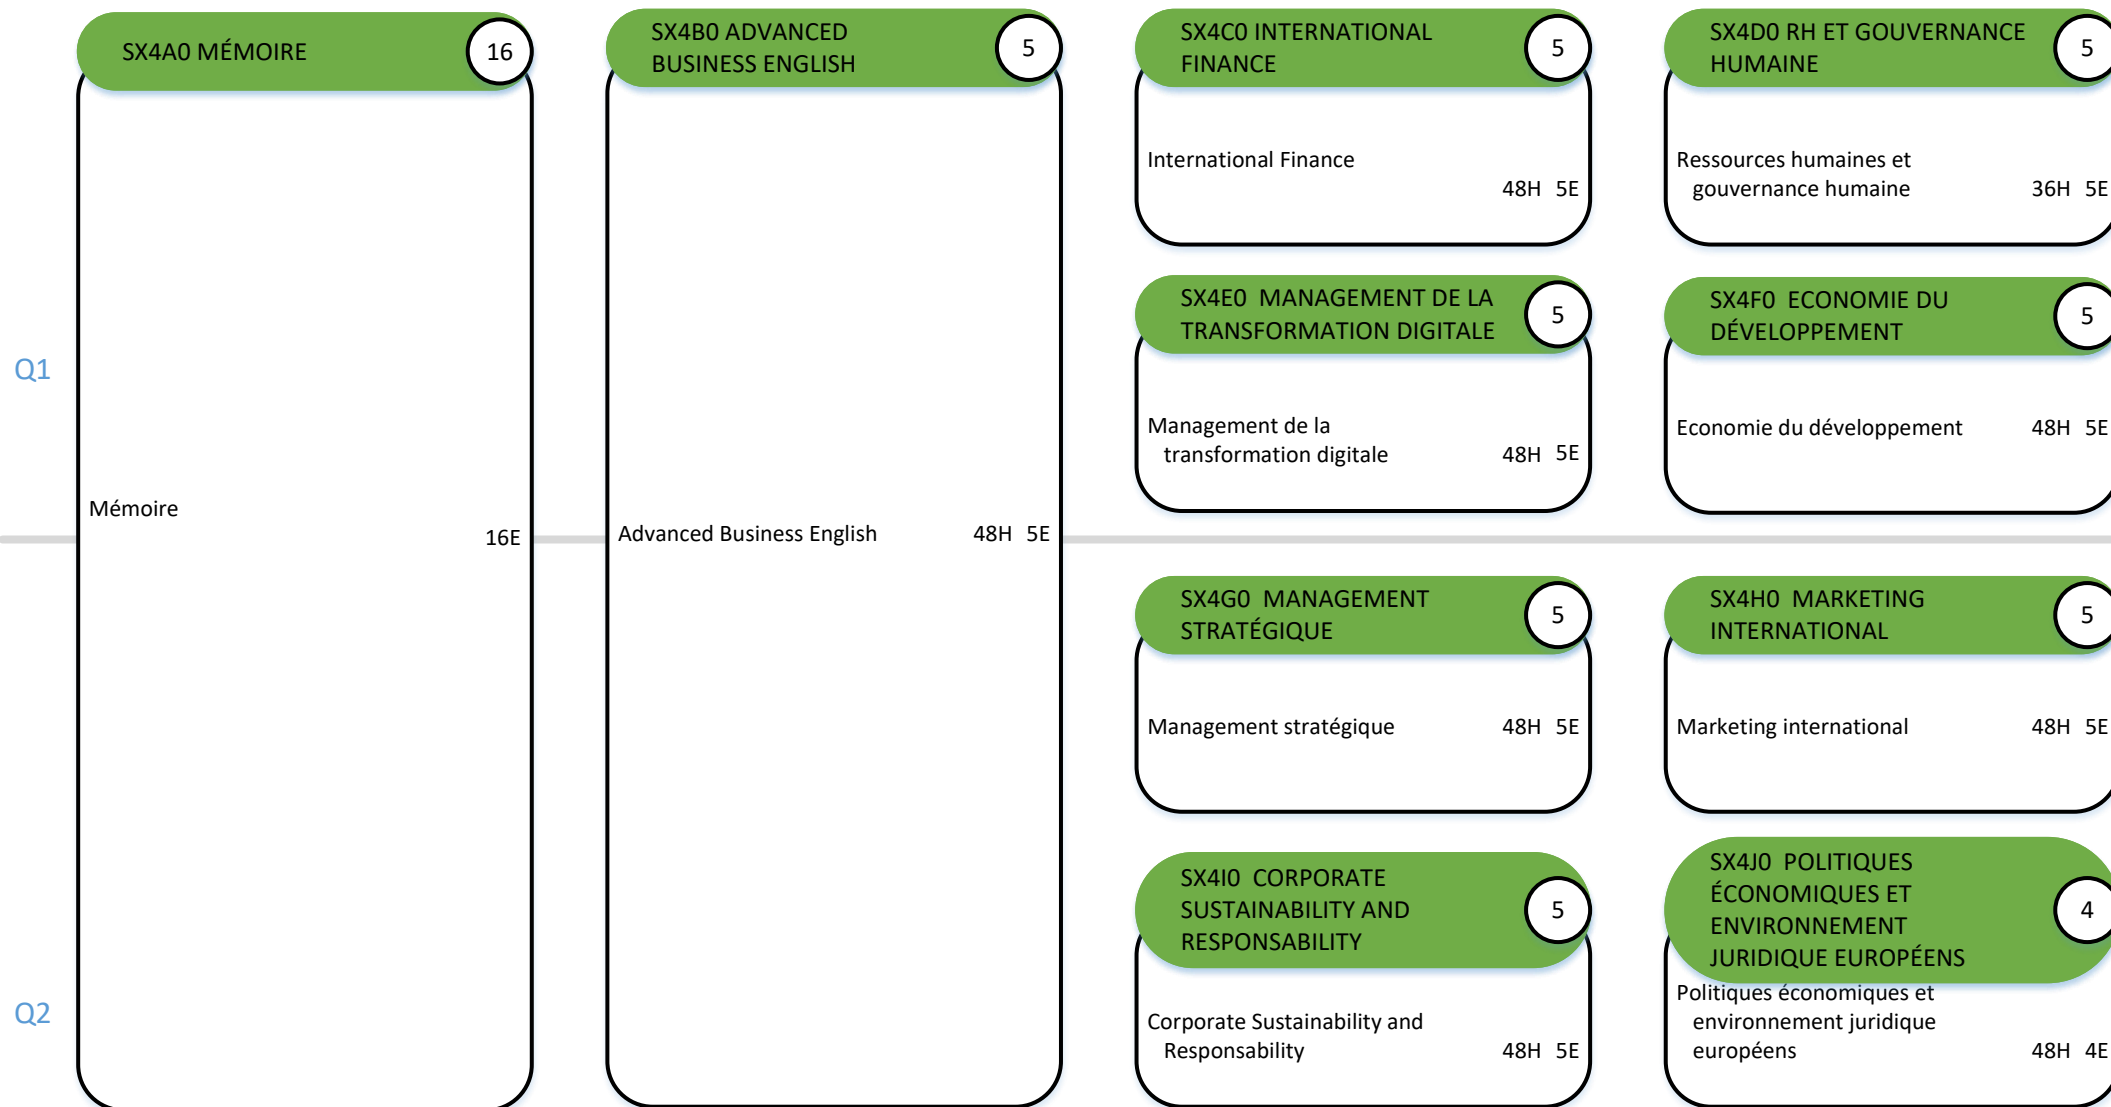 SX4A0 MÉMOIRE
16
SX4B0 ADVANCED
BUSINESS ENGLISH
5
SX4C0 INTERNATIONAL
FINANCE
5
SX4D0 RH ET GOUVERNANCE
HUMAINE
5
International Finance
48H 5E
Ressources humaines et
gouvernance humaine 36H 5E
SX4E0 MANAGEMENT DE LA
TRANSFORMATION DIGITALE
5
SX4F0 ECONOMIE DU
DÉVELOPPEMENT
5
Q1
Management de la
transformation digitale 48H 5E
Economie du développement 48H 5E
Mémoire
16E
Advanced Business English 48H 5E
SX4G0 MANAGEMENT
STRATÉGIQUE
5
SX4H0 MARKETING
INTERNATIONAL
5
Management stratégique 48H 5E
Marketing international 48H 5E
SX4I0 CORPORATE
SUSTAINABILITY AND
RESPONSABILITY
5
SX4J0 POLITIQUES
ÉCONOMIQUES ET
ENVIRONNEMENT
JURIDIQUE EUROPÉENS
4
Q2
Corporate Sustainability and
Responsability 48H 5E
Politiques économiques et
environnement juridique
européens 48H 4E